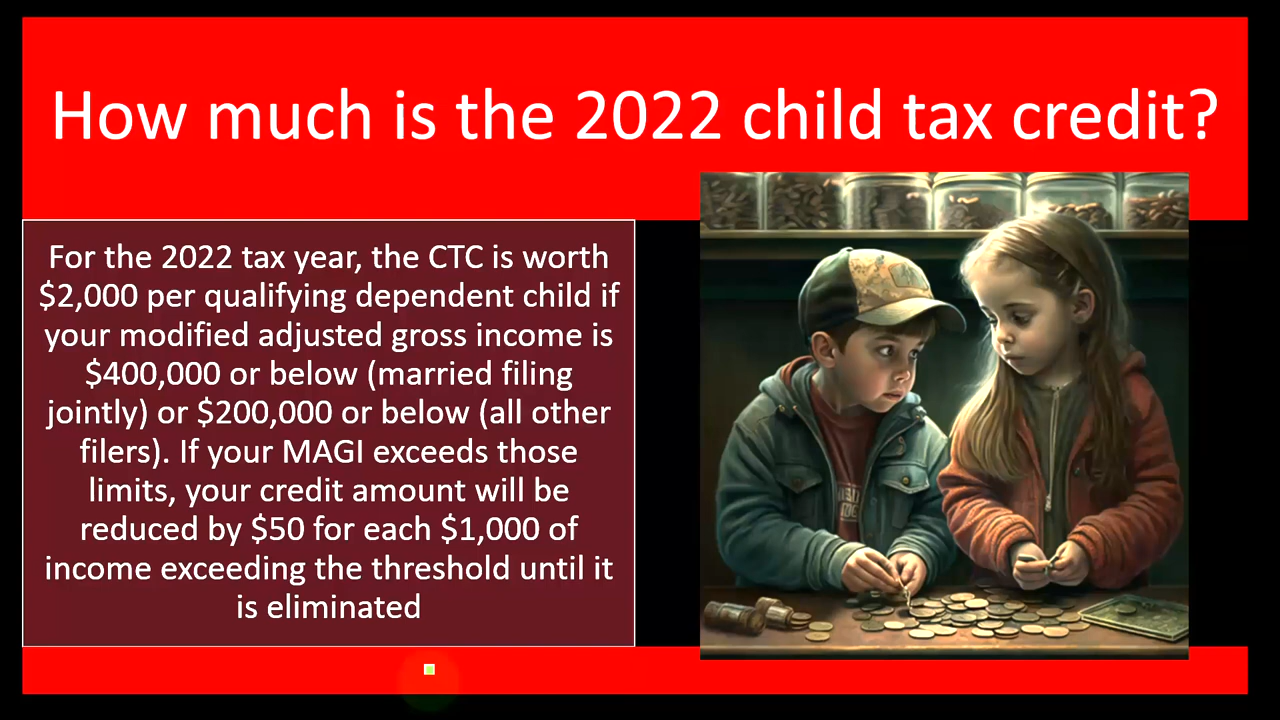 How much is the 2022 child tax credit?
For the 2022 tax year, the CTC is worth
$2,000 per qualifying dependent child if
your modified adjusted gross income is
$400,000 or below (married filing
jointly) or $200,000 or below (all other
filers). If your MAGI exceeds those
limits, your credit amount will be
reduced by $50 for each $1,000 of
income exceeding the threshold until it
is eliminated